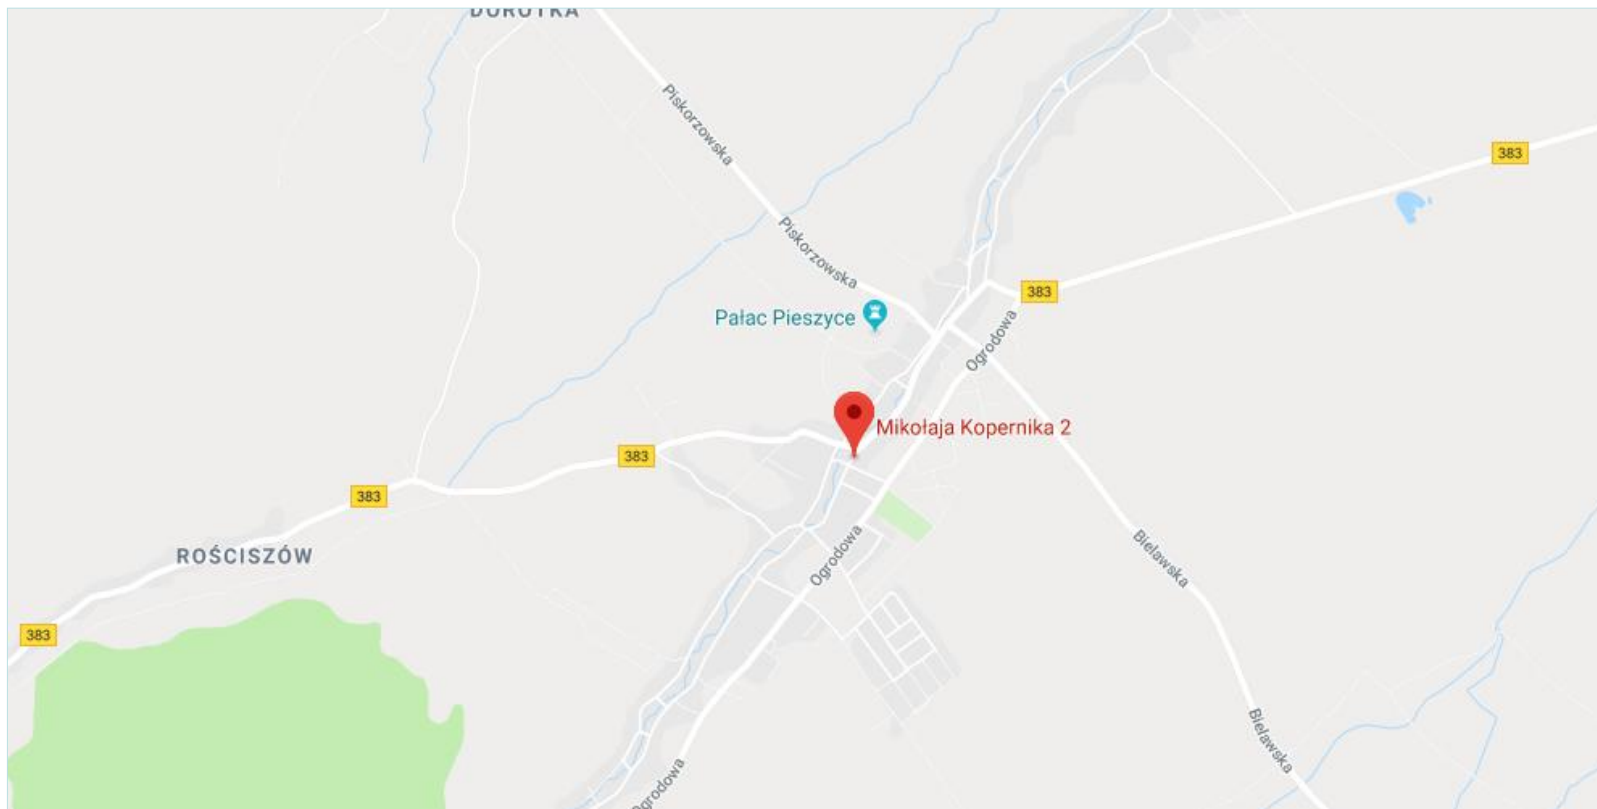 DOROTKA
Piskorzowska
383
Piskorzowska
383
Pałac Pieszyce
Ogrodowa
Mikołaja Kopernika 2
383
383
ROŚCISZÓW
Ogrodowa
Bielawska
383
Bielawska
Ogrodowa